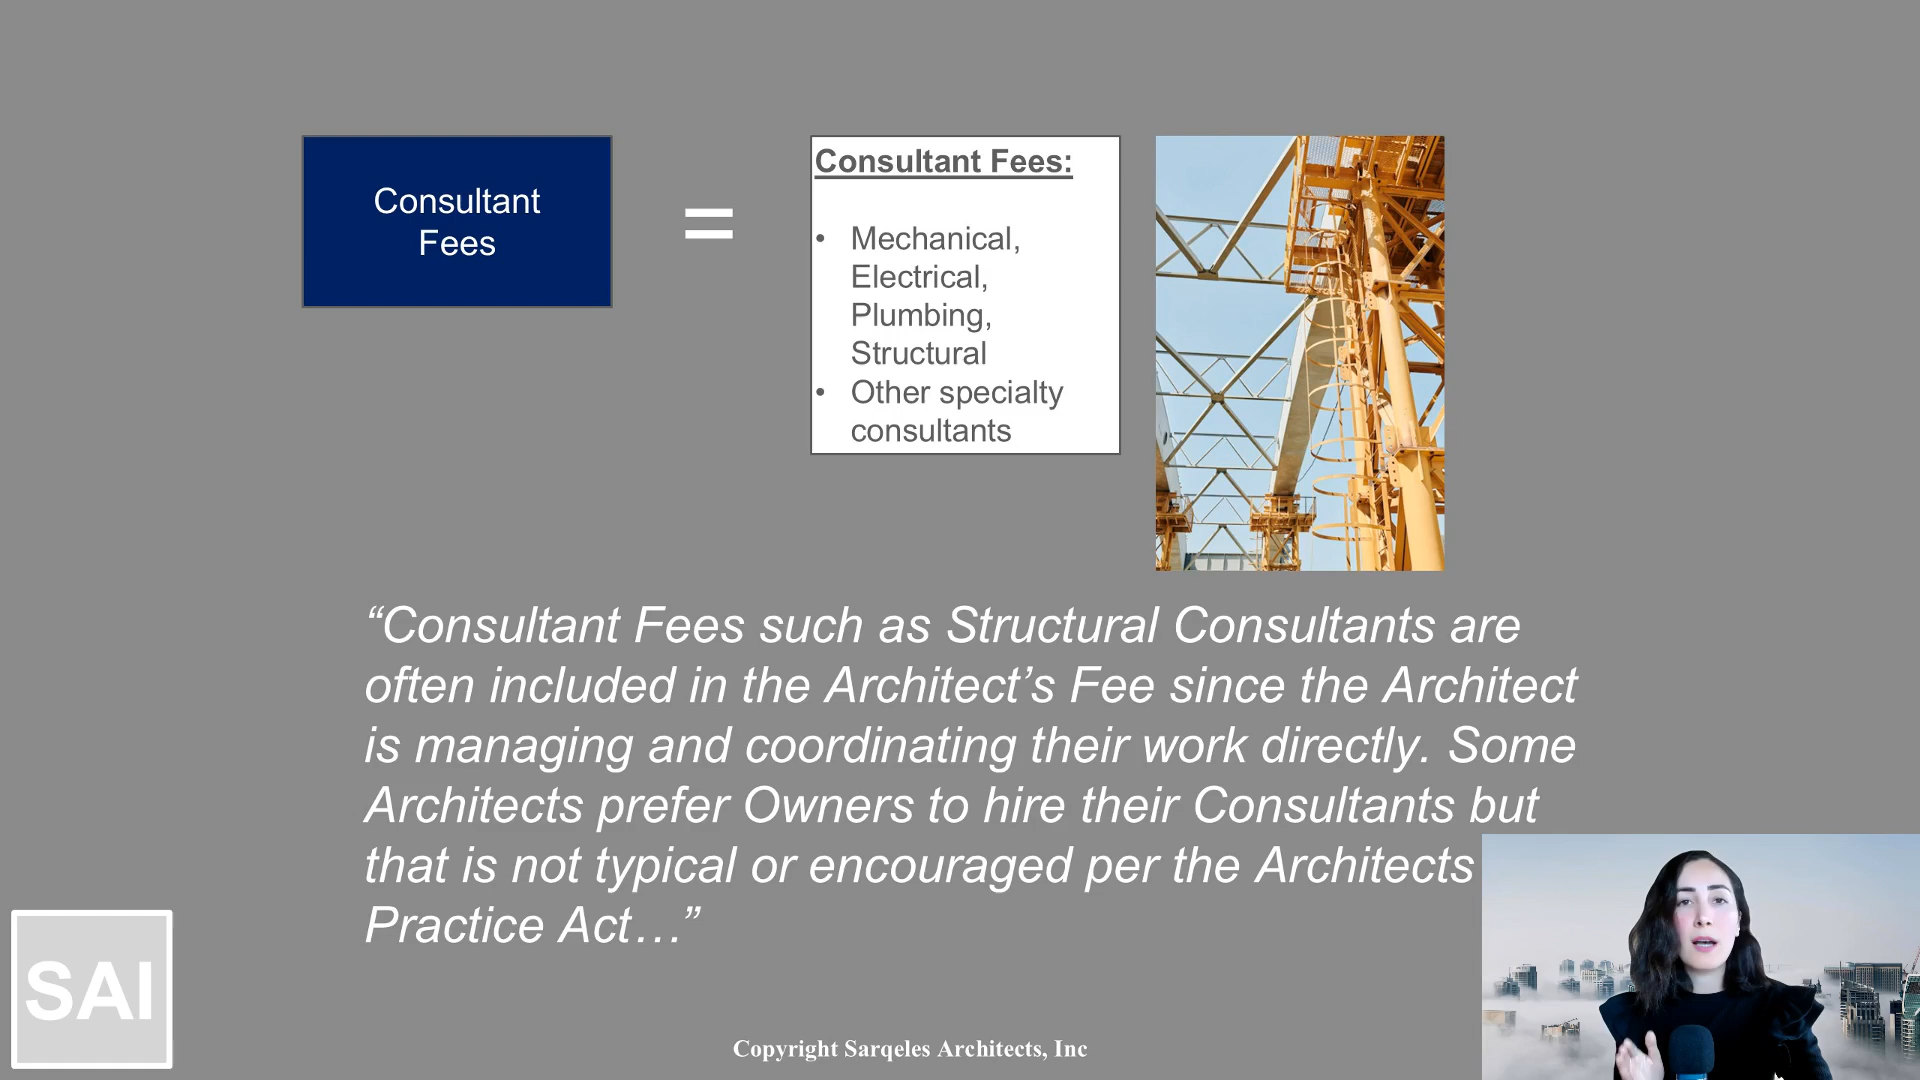 Consultant
Fees
=
Consultant Fees:
• Mechanical,
Electrical,
Plumbing,
Structural
• Other specialty
consultants
“Consultant Fees such as Structural Consultants are
often included in the Architect’s Fee since the Architect
is managing and coordinating their work directly. Some
Architects prefer Owners to hire their Consultants but
that is not typical or encouraged per the Architects
Practice Act…”
SAI
Copyright Sarqeles Architects, Inc